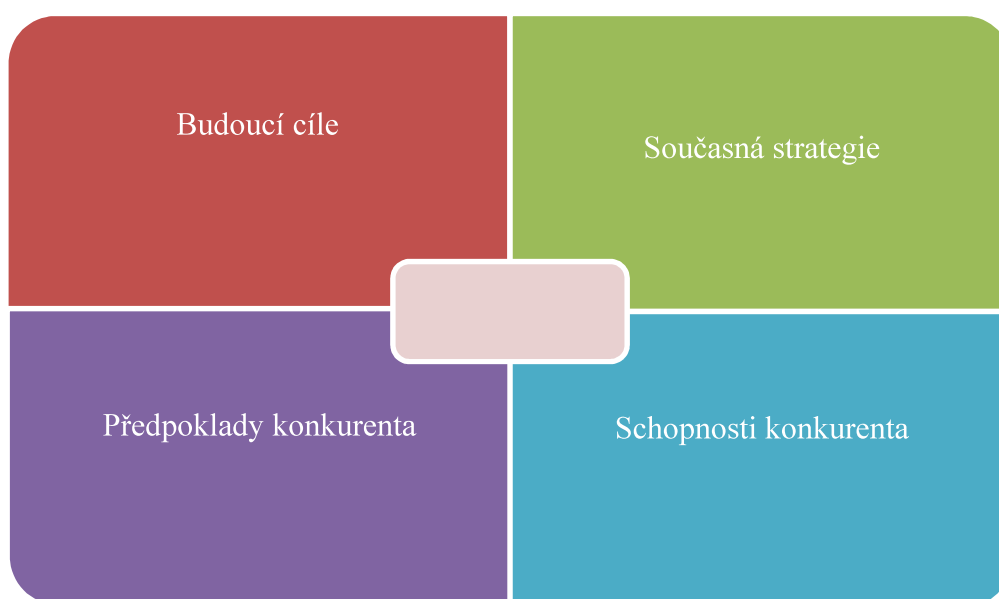 Budoucí cíle
Současná strategie
Předpoklady konkurenta
Schopnosti konkurenta